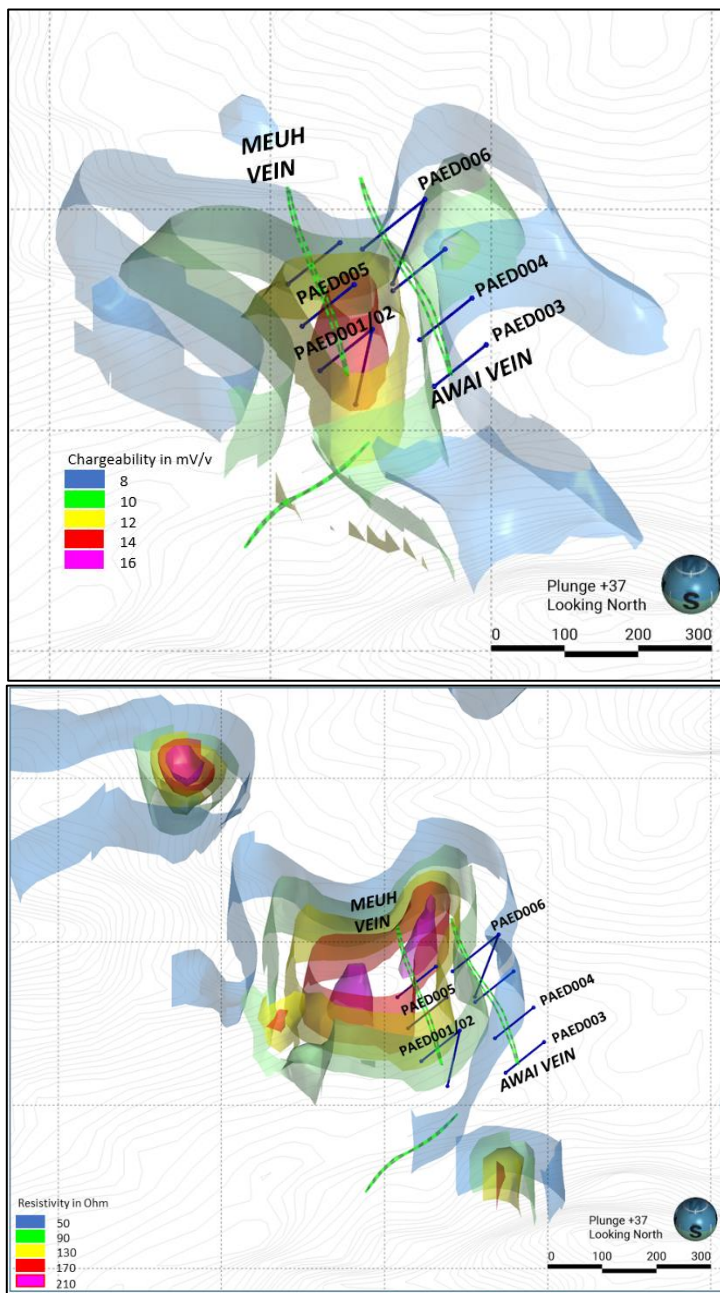 MEUH
VEIN
PAED006
PAED005
PAED004
PAED001/02
PAED003
AWAI VEIN
Chargeability in mV/v
8
10
12
14
16
Plunge +37
Looking North
S
0 100 200 300
MEUH
VEIN
PAED006
PAED005
PAED004
PAED001/02
PAED003
AWAI VEIN
Resistivity in Ohm
50
90
130
170
210
Plunge +37
Looking North
S
0 100 200 300